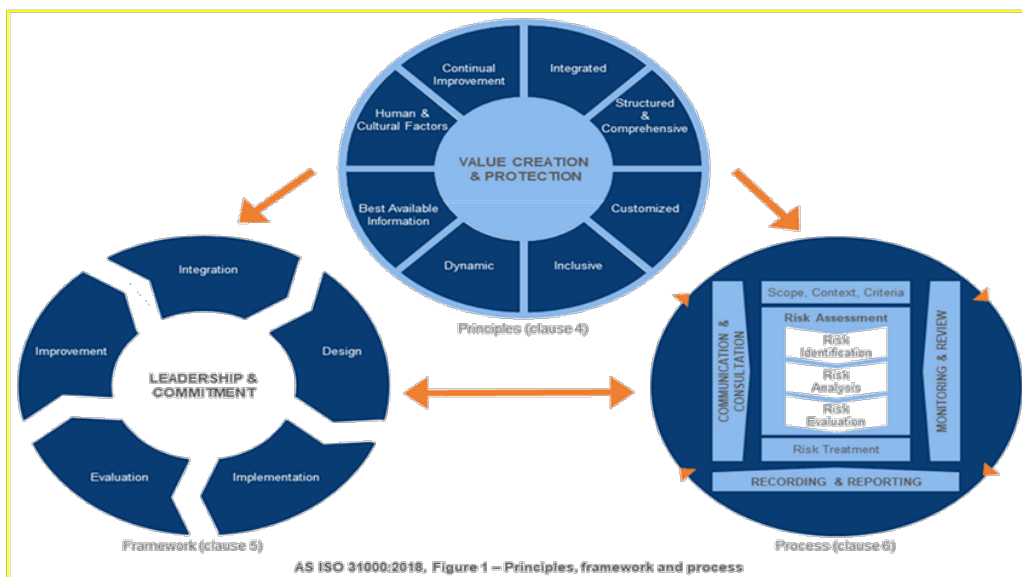 Continual
Improvement
Integrated
Human &
Cultural Factors
Structured
&
Comprehensive
VALUE CREATION
& PROTECTION
Best Available
Information
Customized
Dynamic
Inclusive
Principles (clause 4)
Integration
Improvement
Design
LEADERSHIP &
COMMITMENT
Evaluation
Implementation
Framework (clause 5)
Scope, Context, Criteria
COMMUNICATION &
CONSULTATION
Risk Assessment
Risk
Identification
Risk
Analysis
Risk
Evaluation
MONITORING & REVIEW
Risk Treatment
RECORDING & REPORTING
Process (clause 6)
AS ISO 31000:2018, Figure 1 – Principles, framework and process